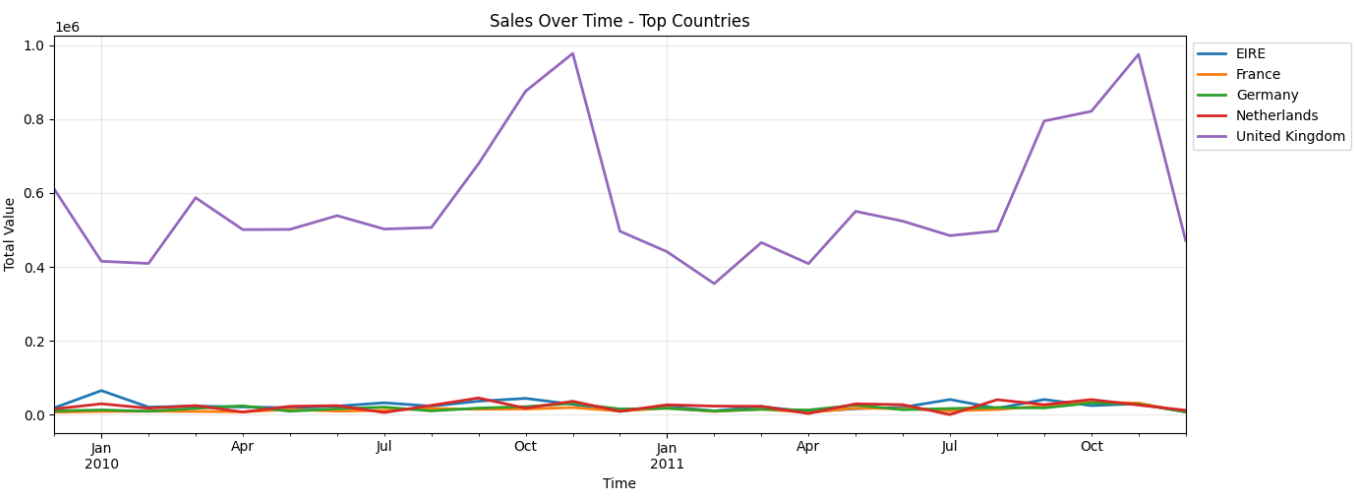 Sales Over Time - Top Countries
1e6
1.0
0.8
0.6
0.4
0.2
0.0
Total Value
Jan
2010
Apr
Jul
Oct
Jan
2011
Apr
Jul
Oct
Time
EIRE
France
Germany
Netherlands
United Kingdom